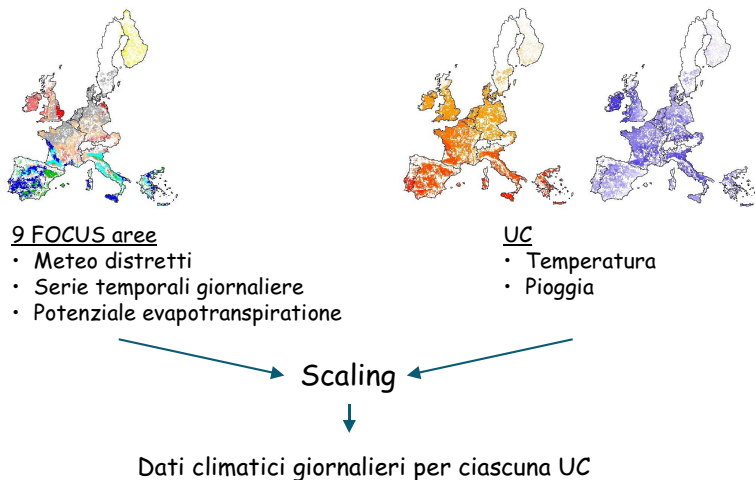 9 FOCUS aree
• Meteo distretti
• Serie temporali giornaliere
• Potenziale evapotranspiratione
UC
• Temperatura
• Pioggia
Scaling
Dati climatici giornalieri per ciascuna UC